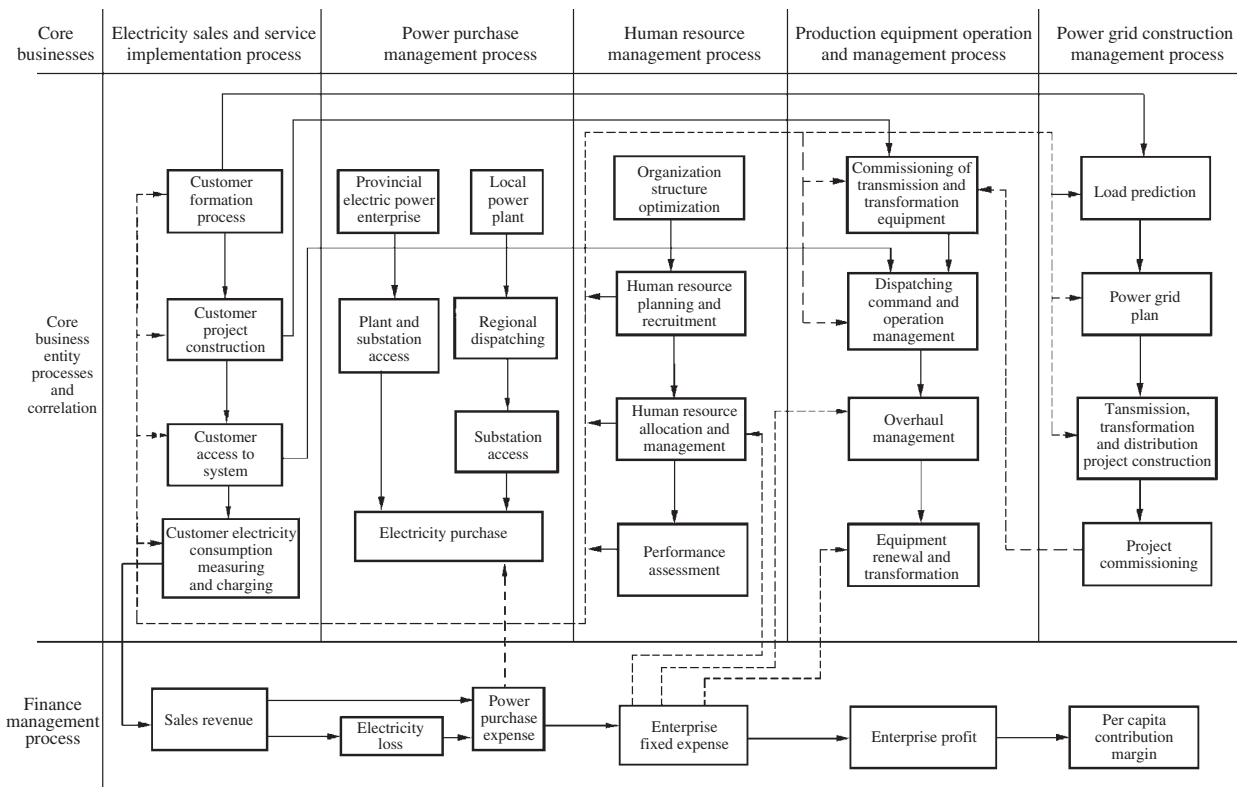 Core
businesses
Electricity sales and service
implementation process
Power purchase
management process
Human resource
management process
Production equipment operation
and management process
Power grid construction
management process
Core
business
entity
processes
and
correlation
Customer
formation
process
Customer
project
construction
Customer
access to
system
Customer electricity
consumption
measuring
and charging
Provincial
electric power
enterprise
Local
power
plant
Plant and
substation
access
Regional
dispatching
Substation
access
Electricity purchase
Organization
structure
optimization
Human resource
planning and
recruitment
Human resource
allocation and
management
Performance
assessment
Commissioning of
transmission and
transformation
equipment
Dispatching
command and
operation
management
Overhaul
management
Equipment
renewal and
transformation
Load prediction
Power grid
plan
Tansmission,
transformation
and distribution
project construction
Project
commissioning
Finance
management
process
Sales revenue
Electricity
loss
Power
purchase
expense
Enterprise
fixed expense
Enterprise profit
Per capita
contribution
margin